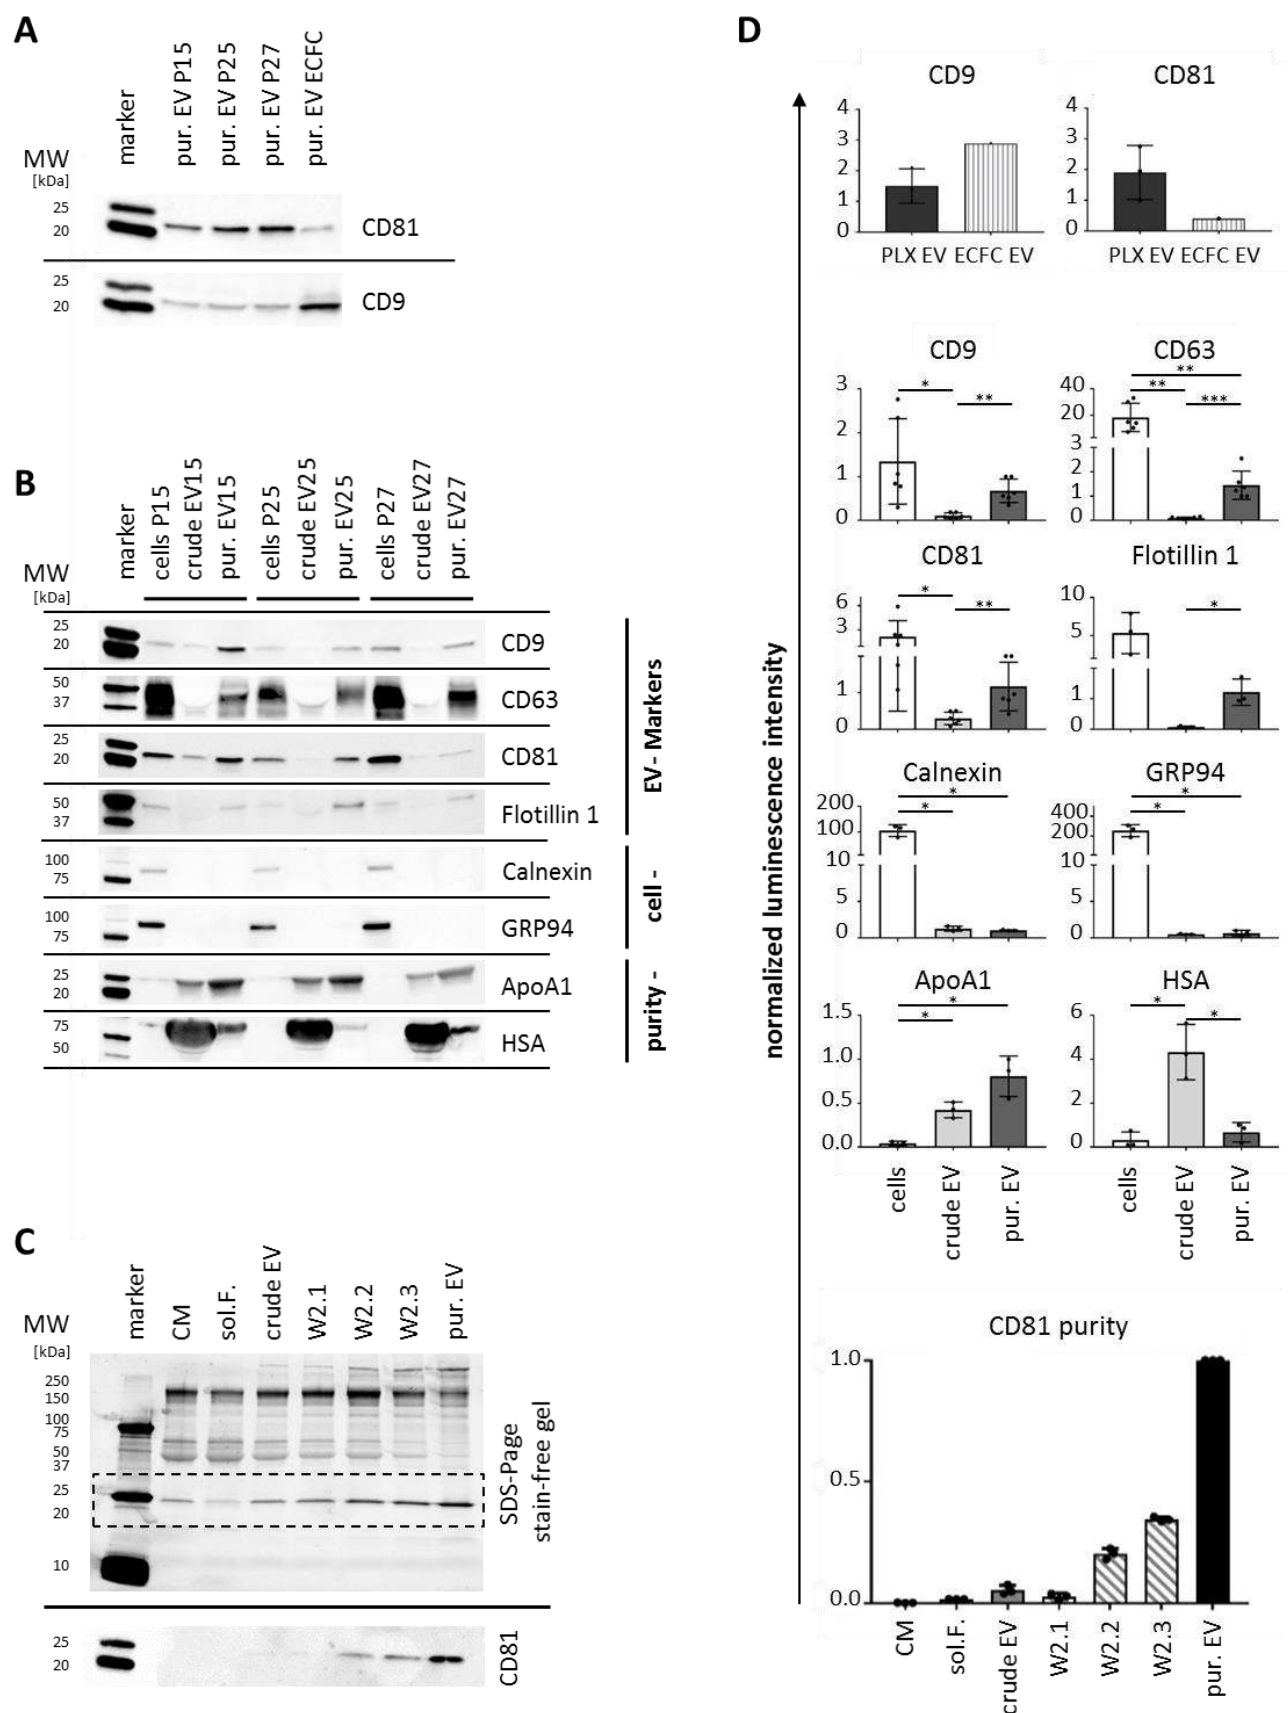 A
marker
pur. EV P15
pur. EV P25
pur. EV P27
pur. EV ECFC
MW
[kDa]
25
20
CD81
25
20
CD9
B
marker
cells P15
crude EV15
pur. EV15
cells P25
crude EV25
pur. EV25
cells P27
crude EV27
pur. EV27
MW
[kDa]
25
20
CD9
50
37
CD63
25
20
CD81
50
37
Flotillin 1
100
75
Calnexin
100
75
GRP94
25
20
ApoA1
75
50
HSA
EV- Markers
cell -
purity -
C
marker
CM
sol.F.
crude EV
W2.1
W2.2
W2.3
pur. EV
MW
[kDa]
250
150
100
75
50
37
25
20
10
SDS-Page
stain-free gel
25
20
CD81
D
normalized luminescence intensity
CD9
4
3
2
1
0
PLX EV ECFC EV
CD81
4
3
2
1
0
PLX EV ECFC EV
CD9
3
2
1
0
* **
CD63
40
20
3
2
1
0
**
** ***
CD81
6
3
1
0
* **
Flotillin 1
10
5
1
0
*
Calnexin
200
100
10
5
0
*
*
GRP94
400
200
10
5
0
*
*
ApoA1
1.5
1.0
0.5
0.0
*
*
cells
crude EV
pur. EV
HSA
6
4
2
0
* *
cells
crude EV
pur. EV
CD81 purity
1.0
0.5
0.0
CM
sol.F.
crude EV
W2.1
W2.2
W2.3
pur. EV